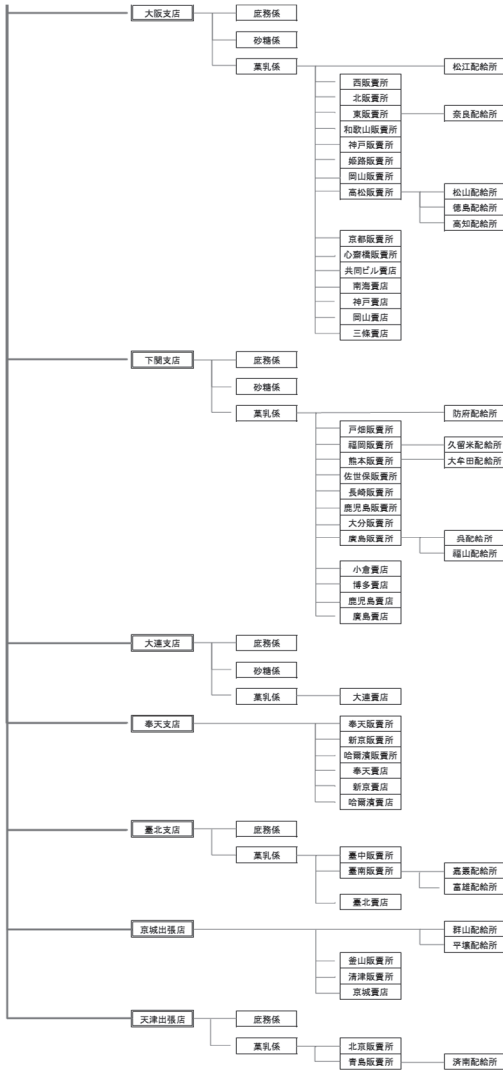 大阪支店
庶務係
砂糖係
菓乳係
松江配給所
西販賣所
北販賣所
東販賣所
奈良配給所
和歌山販賣所
神戸販賣所
姫路販賣所
岡山販賣所
高松販賣所
松山配給所
徳島配給所
高知配給所
京都販賣所
心齋橋販賣所
共同ビル賣店
南海賣店
神戸賣店
岡山賣店
三條賣店
下関支店
庶務係
砂糖係
菓乳係
防府配給所
戸畑販賣所
福岡販賣所
久留米配給所
熊本販賣所
大牟田配給所
佐世保販賣所
長崎販賣所
鹿児島販賣所
大分販賣所
廣島販賣所
呉配給所
福山配給所
小倉賣店
博多賣店
鹿児島賣店
廣島賣店
大連支店
庶務係
砂糖係
菓乳係
大連賣店
奉天支店
奉天販賣所
新京販賣所
哈爾濱販賣所
奉天賣店
新京賣店
哈爾濱賣店
臺北支店
庶務係
菓乳係
臺中販賣所
臺南販賣所
嘉義配給所
富雄配給所
臺北賣店
京城出張店
群山配給所
平壌配給所
釜山販賣所
清津販賣所
京城賣店
天津出張店
庶務係
菓乳係
北京販賣所
青島販賣所
済南配給所